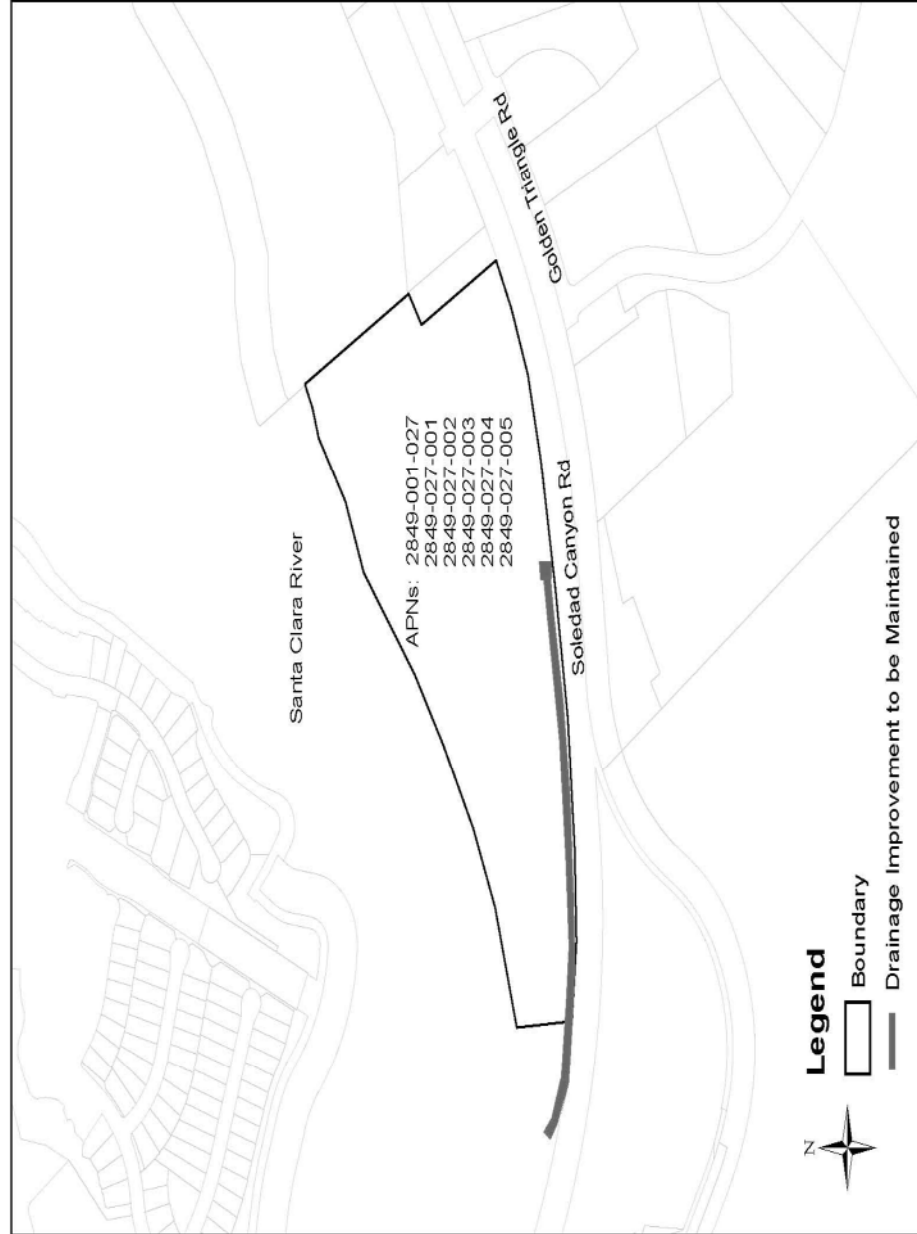 Santa Clara River
APNs: 2849-001-027
2849-027-001
2849-027-002
2849-027-003
2849-027-004
2849-027-005
Golden Triangle Rd
Soledad Canyon Rd
Legend
Boundary
Drainage Improvement to be Maintained
N